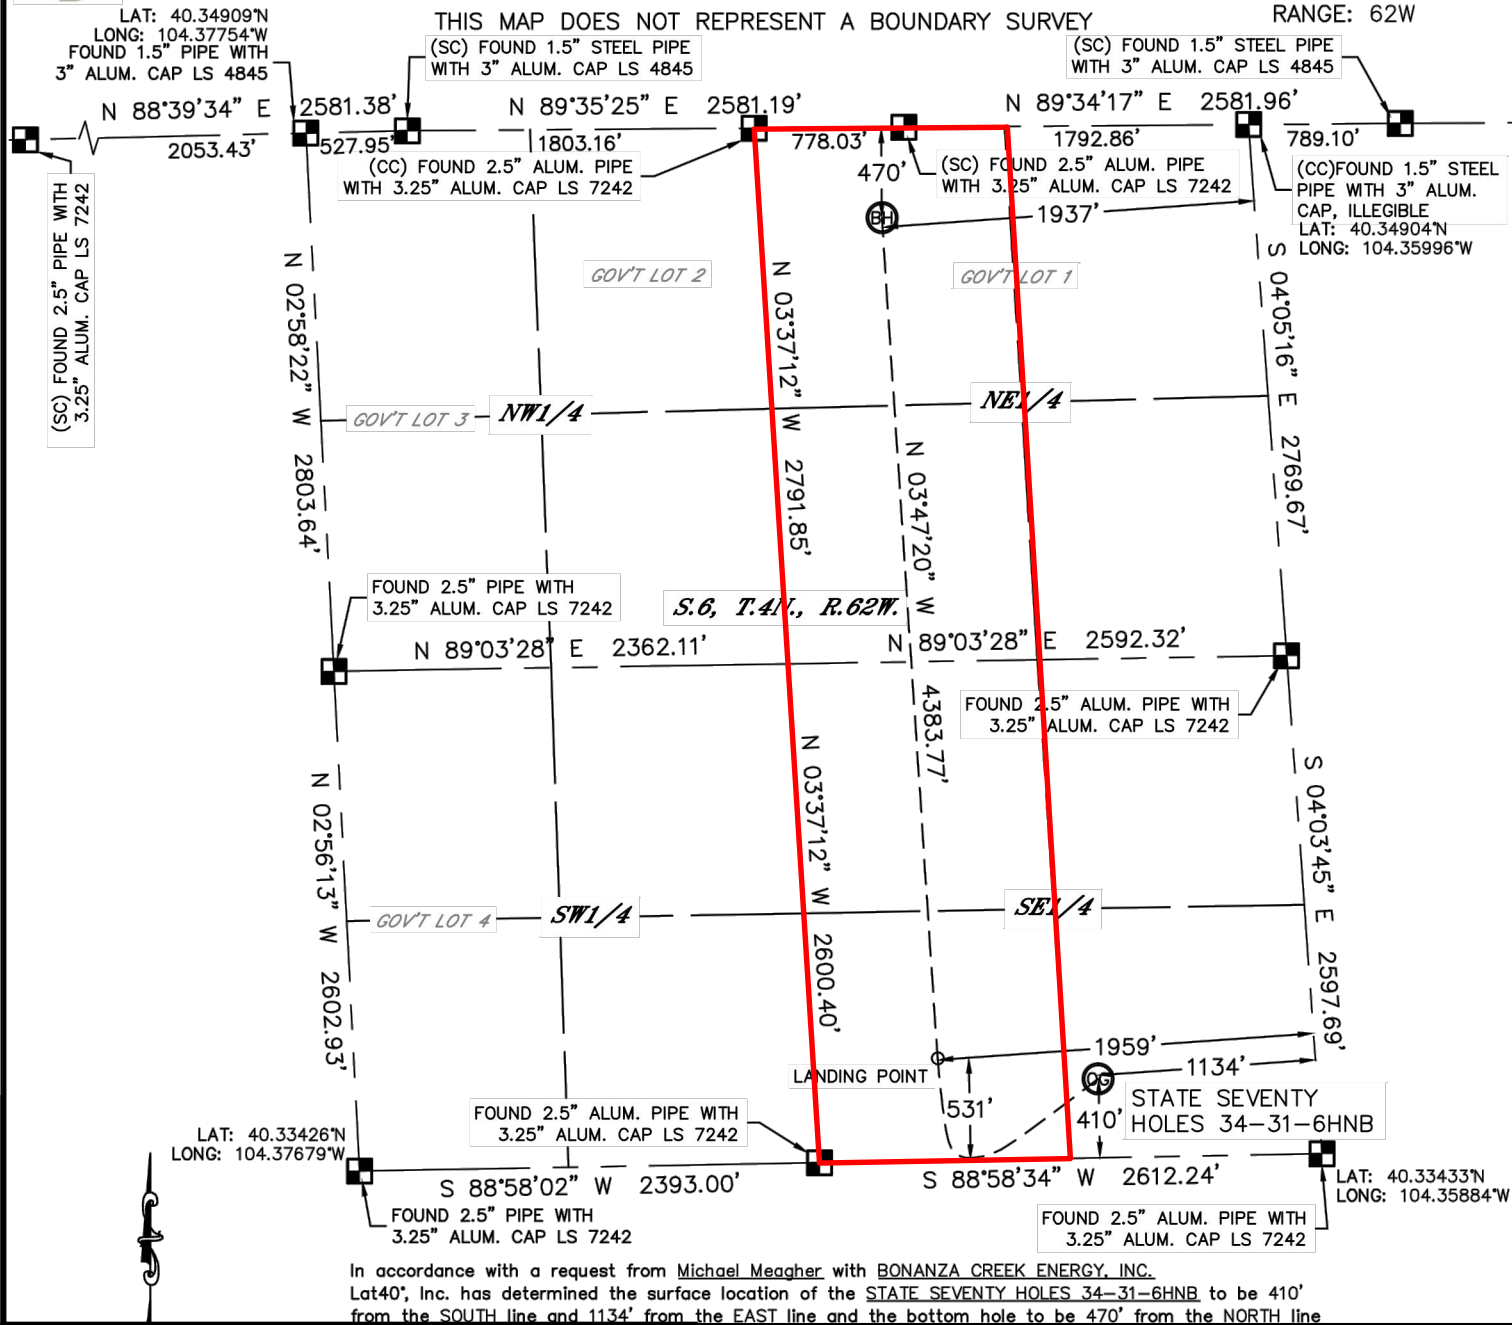 LAT: 40.34909°N
LONG: 104.37754°W
FOUND 1.5” PIPE WITH
3” ALUM. CAP LS 4845
THIS MAP DOES NOT REPRESENT A BOUNDARY SURVEY
RANGE: 62W
(SC) FOUND 1.5” STEEL PIPE
WITH 3” ALUM. CAP LS 4845
(SC) FOUND 1.5” STEEL PIPE
WITH 3” ALUM. CAP LS 4845
N 88°39’34” E 2581.38’
N 89°35’25” E 2581.19’
N 89°34’17” E 2581.96’
2053.43’
527.95’
1803.16’
778.03’
1792.86’
789.10’
(CC) FOUND 2.5” ALUM. PIPE
WITH 3.25” ALUM. CAP LS 7242
470’
(SC) FOUND 2.5” ALUM. PIPE
WITH 3.25” ALUM. CAP LS 7242
(CC)FOUND 1.5” STEEL
PIPE WITH 3” ALUM.
CAP, ILLEGIBLE
LAT: 40.34904°N
LONG: 104.35996°W
(SC) FOUND 2.5” PIPE WITH
3.25” ALUM. CAP LS 7242
BH
1937’
GOV’T LOT 2
GOV’T LOT 1
N 02°58’22” W 2803.64’
N 03°37’12” W 2791.85’
S 04°05’16” E 2769.67’
GOV’T LOT 3
NW1/4
NE1/4
N 03°47’20” W 4383.77’
FOUND 2.5” PIPE WITH
3.25” ALUM. CAP LS 7242
S.6, T.4N., R.62W.
N 89°03’28” E 2362.11’
N 89°03’28” E 2592.32’
FOUND 2.5” ALUM. PIPE WITH
3.25” ALUM. CAP LS 7242
N 02°56’13” W 2602.93’
N 03°37’12” W 2600.40’
S 04°03’45” E 2597.69’
GOV’T LOT 4
SW1/4
SE1/4
1959’
LANDING POINT
1134’
OG
531’
410’
STATE SEVENTY
HOLES 34-31-6HNB
FOUND 2.5” ALUM. PIPE WITH
3.25” ALUM. CAP LS 7242
LAT: 40.33426°N
LONG: 104.37679°W
S 88°58’02” W 2393.00’
S 88°58’34” W 2612.24’
LAT: 40.33433°N
LONG: 104.35884°W
FOUND 2.5” PIPE WITH
3.25” ALUM. CAP LS 7242
FOUND 2.5” ALUM. PIPE WITH
3.25” ALUM. CAP LS 7242
In accordance with a request from Michael Meagher with BONANZA CREEK ENERGY, INC.
Lat40°, Inc. has determined the surface location of the STATE SEVENTY HOLES 34-31-6HNB to be 410’
from the SOUTH line and 1134’ from the EAST line and the bottom hole to be 470’ from the NORTH line